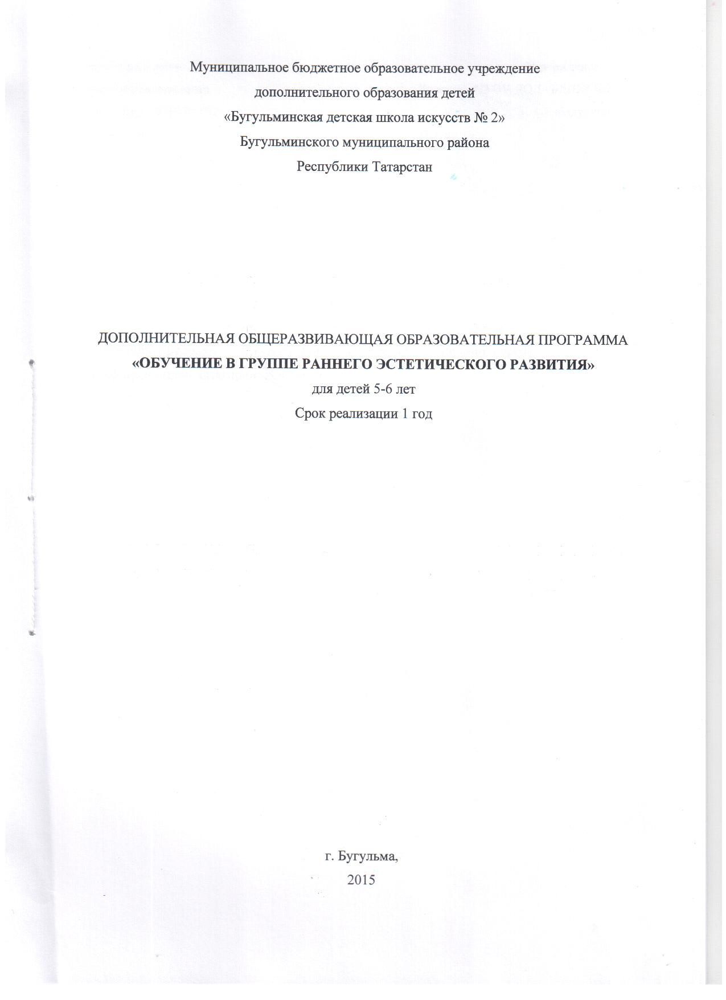 Муниципальное бюджетное образовательное учреждение
дополнительного образования детей
«Бугульминская детская школа искусств № 2»
Бугульминского муниципального района
Республики Татарстан
ДОПОЛНИТЕЛЬНАЯ ОБЩЕРАЗВИВАЮЩАЯ ОБРАЗОВАТЕЛЬНАЯ ПРОГРАММА
«ОБУЧЕНИЕ В ГРУППЕ РАННЕГО ЭСТЕТИЧЕСКОГО РАЗВИТИЯ»
для детей 5-6 лет
Срок реализации 1 год
г. Бугульма,
2015